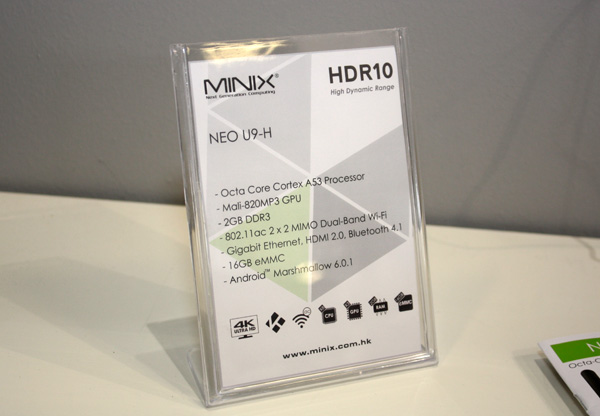 MINIX®
Next Generation Computing
HDR10
High Dynamic Range
NEO U9-H
- Octa Core Cortex A53 Processor
- Mali-820MP3 GPU
- 2GB DDR3
- 802.11ac 2 x 2 MIMO Dual-Band Wi-Fi
- Gigabit Ethernet, HDMI 2.0, Bluetooth 4.1
- 16GB eMMC
- Android™ Marshmallow 6.0.1
4K
ULTRA HD
CPU
GPU
RAM
EMMC
www.minix.com.hk
N
Octa-C